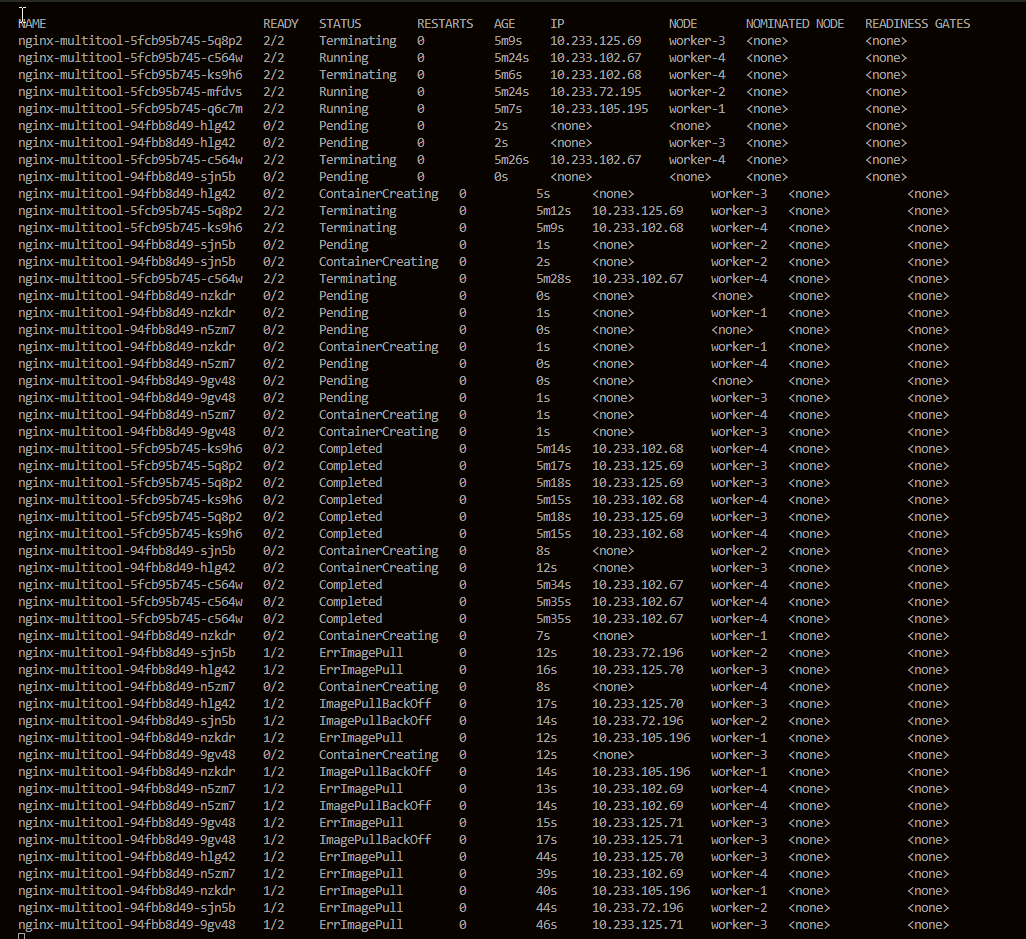 NAME READY STATUS RESTARTS AGE IP NODE NOMINATED NODE READINESS GATES
nginx-multitool-5fcb95b745-5q8p2 2/2 Terminating 0 5m9s 10.233.125.69 worker-3 <none> <none>
nginx-multitool-5fcb95b745-c564w 2/2 Running 0 5m24s 10.233.102.67 worker-4 <none> <none>
nginx-multitool-5fcb95b745-ks9h6 2/2 Terminating 0 5m6s 10.233.102.68 worker-4 <none> <none>
nginx-multitool-5fcb95b745-mfdvs 2/2 Running 0 5m24s 10.233.72.195 worker-2 <none> <none>
nginx-multitool-5fcb95b745-q6c7m 2/2 Running 0 5m7s 10.233.105.195 worker-1 <none> <none>
nginx-multitool-94fbb8d49-hlg42 0/2 Pending 0 2s <none> <none> <none> <none>
nginx-multitool-94fbb8d49-hlg42 0/2 Pending 0 2s <none> worker-3 <none> <none>
nginx-multitool-5fcb95b745-c564w 2/2 Terminating 0 5m26s 10.233.102.67 worker-4 <none> <none>
nginx-multitool-94fbb8d49-sjn5b 0/2 Pending 0 0s <none> <none> <none> <none>
nginx-multitool-94fbb8d49-hlg42 0/2 ContainerCreating 0 5s <none> worker-3 <none> <none>
nginx-multitool-5fcb95b745-5q8p2 2/2 Terminating 0 5m12s 10.233.125.69 worker-3 <none> <none>
nginx-multitool-5fcb95b745-ks9h6 2/2 Terminating 0 5m9s 10.233.102.68 worker-4 <none> <none>
nginx-multitool-94fbb8d49-sjn5b 0/2 Pending 0 1s <none> worker-2 <none> <none>
nginx-multitool-94fbb8d49-sjn5b 0/2 ContainerCreating 0 2s <none> worker-2 <none> <none>
nginx-multitool-5fcb95b745-c564w 2/2 Terminating 0 5m28s 10.233.102.67 worker-4 <none> <none>
nginx-multitool-94fbb8d49-nzkdr 0/2 Pending 0 0s <none> <none> <none> <none>
nginx-multitool-94fbb8d49-nzkdr 0/2 Pending 0 1s <none> worker-1 <none> <none>
nginx-multitool-94fbb8d49-n5zm7 0/2 Pending 0 0s <none> <none> <none> <none>
nginx-multitool-94fbb8d49-nzkdr 0/2 ContainerCreating 0 1s <none> worker-1 <none> <none>
nginx-multitool-94fbb8d49-n5zm7 0/2 Pending 0 0s <none> worker-4 <none> <none>
nginx-multitool-94fbb8d49-9gv48 0/2 Pending 0 0s <none> <none> <none> <none>
nginx-multitool-94fbb8d49-9gv48 0/2 Pending 0 1s <none> worker-3 <none> <none>
nginx-multitool-94fbb8d49-n5zm7 0/2 ContainerCreating 0 1s <none> worker-4 <none> <none>
nginx-multitool-94fbb8d49-9gv48 0/2 ContainerCreating 0 1s <none> worker-3 <none> <none>
nginx-multitool-5fcb95b745-ks9h6 0/2 Completed 0 5m14s 10.233.102.68 worker-4 <none> <none>
nginx-multitool-5fcb95b745-5q8p2 0/2 Completed 0 5m17s 10.233.125.69 worker-3 <none> <none>
nginx-multitool-5fcb95b745-5q8p2 0/2 Completed 0 5m18s 10.233.125.69 worker-3 <none> <none>
nginx-multitool-5fcb95b745-ks9h6 0/2 Completed 0 5m15s 10.233.102.68 worker-4 <none> <none>
nginx-multitool-5fcb95b745-5q8p2 0/2 Completed 0 5m18s 10.233.125.69 worker-3 <none> <none>
nginx-multitool-5fcb95b745-ks9h6 0/2 Completed 0 5m15s 10.233.102.68 worker-4 <none> <none>
nginx-multitool-94fbb8d49-sjn5b 0/2 ContainerCreating 0 8s <none> worker-2 <none> <none>
nginx-multitool-94fbb8d49-hlg42 0/2 ContainerCreating 0 12s <none> worker-3 <none> <none>
nginx-multitool-5fcb95b745-c564w 0/2 Completed 0 5m34s 10.233.102.67 worker-4 <none> <none>
nginx-multitool-5fcb95b745-c564w 0/2 Completed 0 5m35s 10.233.102.67 worker-4 <none> <none>
nginx-multitool-5fcb95b745-c564w 0/2 Completed 0 5m35s 10.233.102.67 worker-4 <none> <none>
nginx-multitool-94fbb8d49-nzkdr 0/2 ContainerCreating 0 7s <none> worker-1 <none> <none>
nginx-multitool-94fbb8d49-sjn5b 1/2 ErrImagePull 0 12s 10.233.72.196 worker-2 <none> <none>
nginx-multitool-94fbb8d49-hlg42 1/2 ErrImagePull 0 16s 10.233.125.70 worker-3 <none> <none>
nginx-multitool-94fbb8d49-n5zm7 0/2 ContainerCreating 0 8s <none> worker-4 <none> <none>
nginx-multitool-94fbb8d49-hlg42 1/2 ImagePullBackOff 0 17s 10.233.125.70 worker-3 <none> <none>
nginx-multitool-94fbb8d49-sjn5b 1/2 ImagePullBackOff 0 14s 10.233.72.196 worker-2 <none> <none>
nginx-multitool-94fbb8d49-nzkdr 1/2 ErrImagePull 0 12s 10.233.105.196 worker-1 <none> <none>
nginx-multitool-94fbb8d49-9gv48 0/2 ContainerCreating 0 12s <none> worker-3 <none> <none>
nginx-multitool-94fbb8d49-nzkdr 1/2 ImagePullBackOff 0 14s 10.233.105.196 worker-1 <none> <none>
nginx-multitool-94fbb8d49-n5zm7 1/2 ErrImagePull 0 13s 10.233.102.69 worker-4 <none> <none>
nginx-multitool-94fbb8d49-n5zm7 1/2 ImagePullBackOff 0 14s 10.233.102.69 worker-4 <none> <none>
nginx-multitool-94fbb8d49-9gv48 1/2 ErrImagePull 0 15s 10.233.125.71 worker-3 <none> <none>
nginx-multitool-94fbb8d49-9gv48 1/2 ImagePullBackOff 0 17s 10.233.125.71 worker-3 <none> <none>
nginx-multitool-94fbb8d49-hlg42 1/2 ErrImagePull 0 44s 10.233.125.70 worker-3 <none> <none>
nginx-multitool-94fbb8d49-n5zm7 1/2 ErrImagePull 0 39s 10.233.102.69 worker-4 <none> <none>
nginx-multitool-94fbb8d49-nzkdr 1/2 ErrImagePull 0 40s 10.233.105.196 worker-1 <none> <none>
nginx-multitool-94fbb8d49-sjn5b 1/2 ErrImagePull 0 44s 10.233.72.196 worker-2 <none> <none>
nginx-multitool-94fbb8d49-9gv48 1/2 ErrImagePull 0 46s 10.233.125.71 worker-3 <none> <none>